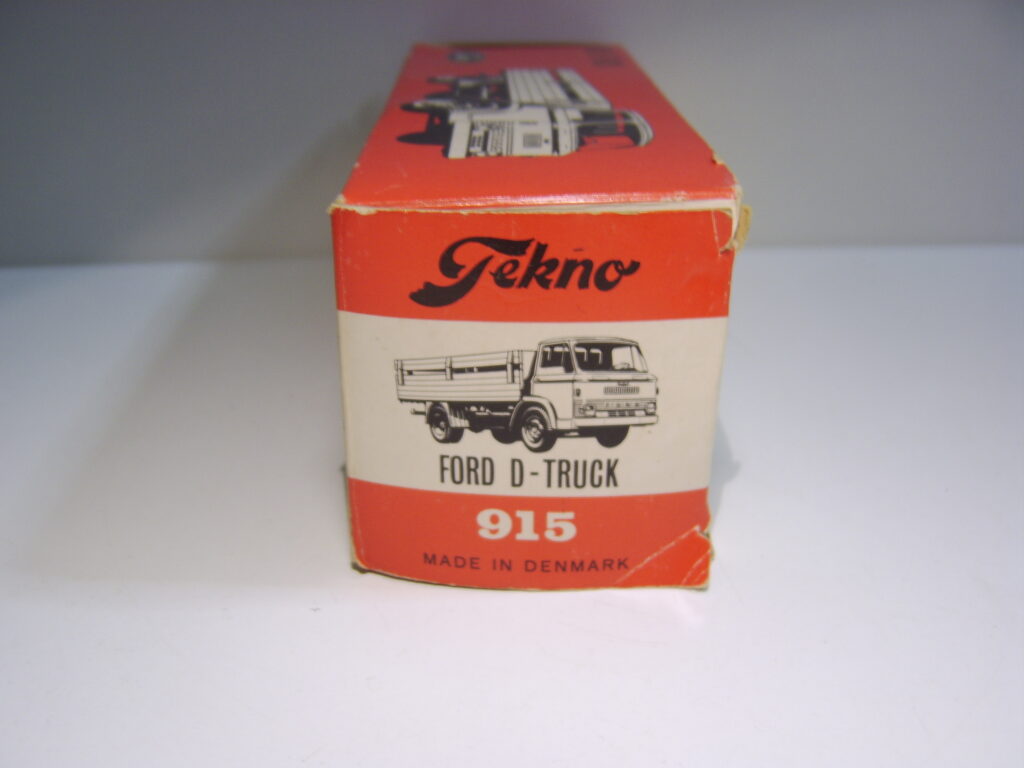 Tekno
FORD D-TRUCK
915
MADE IN DENMARK